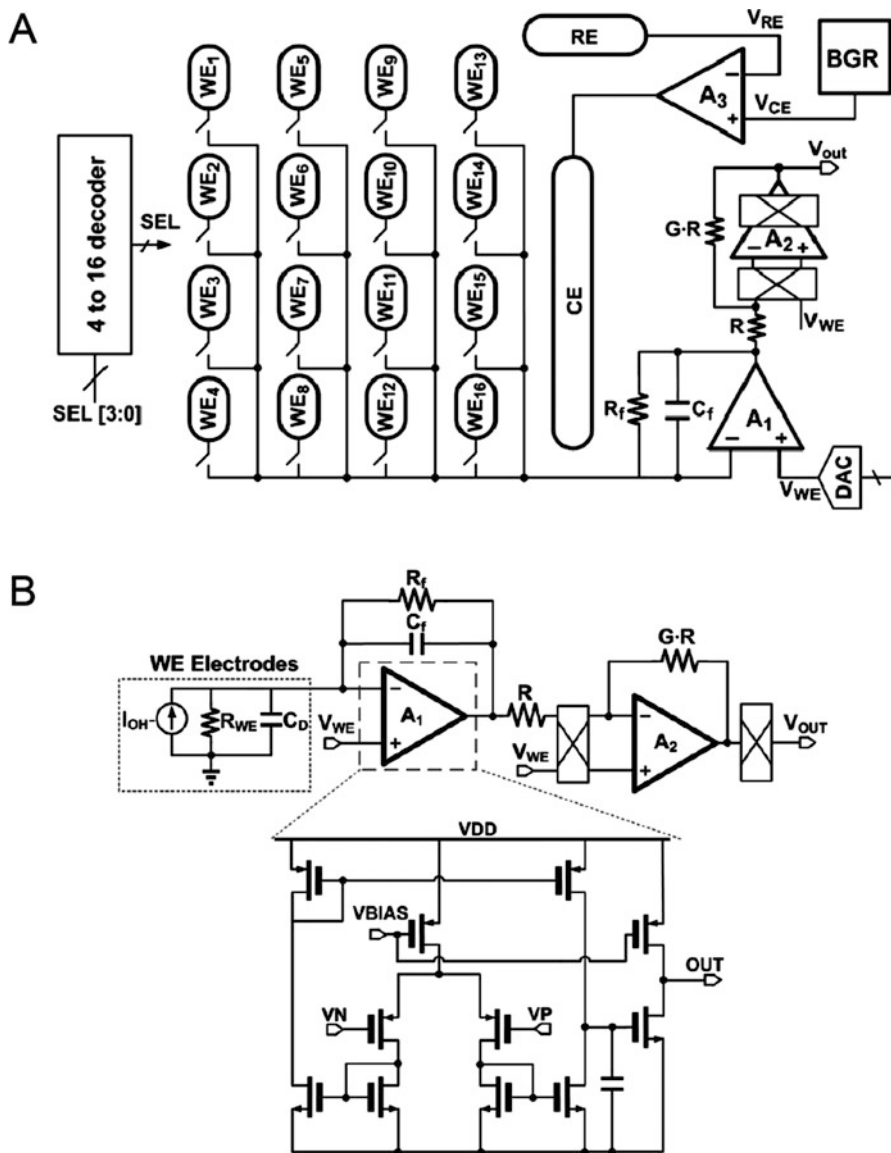 A
4 to 16 decoder
SEL
SEL [3:0]
WE1
WE5
WE9
WE13
WE2
WE6
WE10
WE14
WE3
WE7
WE11
WE15
WE4
WE8
WE12
WE16
RE
CE
VRE
A3
VCE
BGR
Vout
G·R
A2
VWE
R
Rf
Cf
A1
VWE
DAC
B
WE Electrodes
IOH-
RWE
CD
Rf
Cf
VWE
A1
R
VWE
G·R
A2
VOUT
VDD
VBIAS
OUT
VN
VP